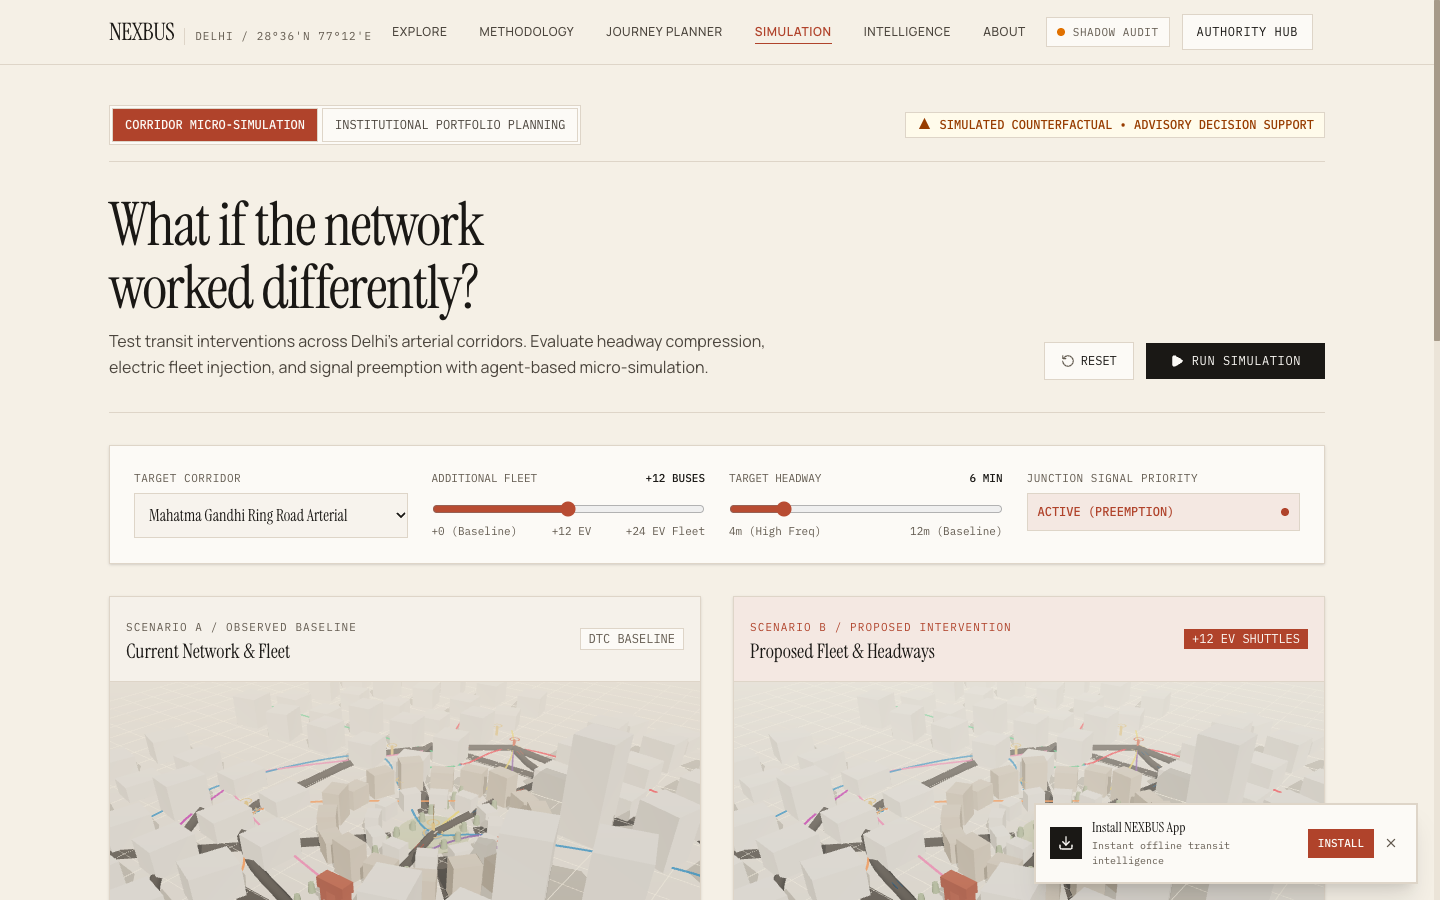 NEXBUS
DELHI / 28°36'N 77°12'E
EXPLORE
METHODOLOGY
JOURNEY PLANNER
SIMULATION
INTELLIGENCE
ABOUT
SHADOW AUDIT
AUTHORITY HUB
CORRIDOR MICRO-SIMULATION
INSTITUTIONAL PORTFOLIO PLANNING
▲ SIMULATED COUNTERFACTUAL • ADVISORY DECISION SUPPORT
What if the network
worked differently?
Test transit interventions across Delhi's arterial corridors. Evaluate headway compression,
electric fleet injection, and signal preemption with agent-based micro-simulation.
RESET
RUN SIMULATION
TARGET CORRIDOR
Mahatma Gandhi Ring Road Arterial
ADDITIONAL FLEET
+12 BUSES
+0 (Baseline)
+12 EV
+24 EV Fleet
TARGET HEADWAY
6 MIN
4m (High Freq)
12m (Baseline)
JUNCTION SIGNAL PRIORITY
ACTIVE (PREEMPTION)
SCENARIO A / OBSERVED BASELINE
Current Network & Fleet
DTC BASELINE
SCENARIO B / PROPOSED INTERVENTION
Proposed Fleet & Headways
+12 EV SHUTTLES
Install NEXBUS App
Instant offline transit
intelligence
INSTALL